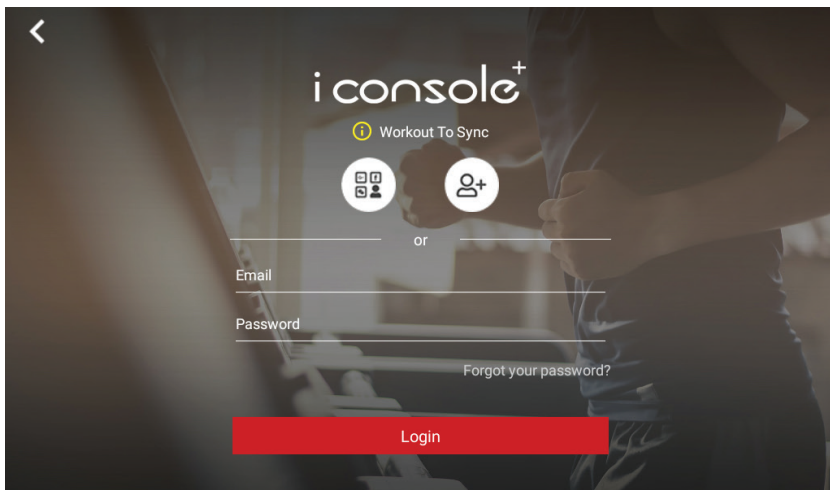 i console+
Workout To Sync
or
Email
Password
Forgot your password?
Login